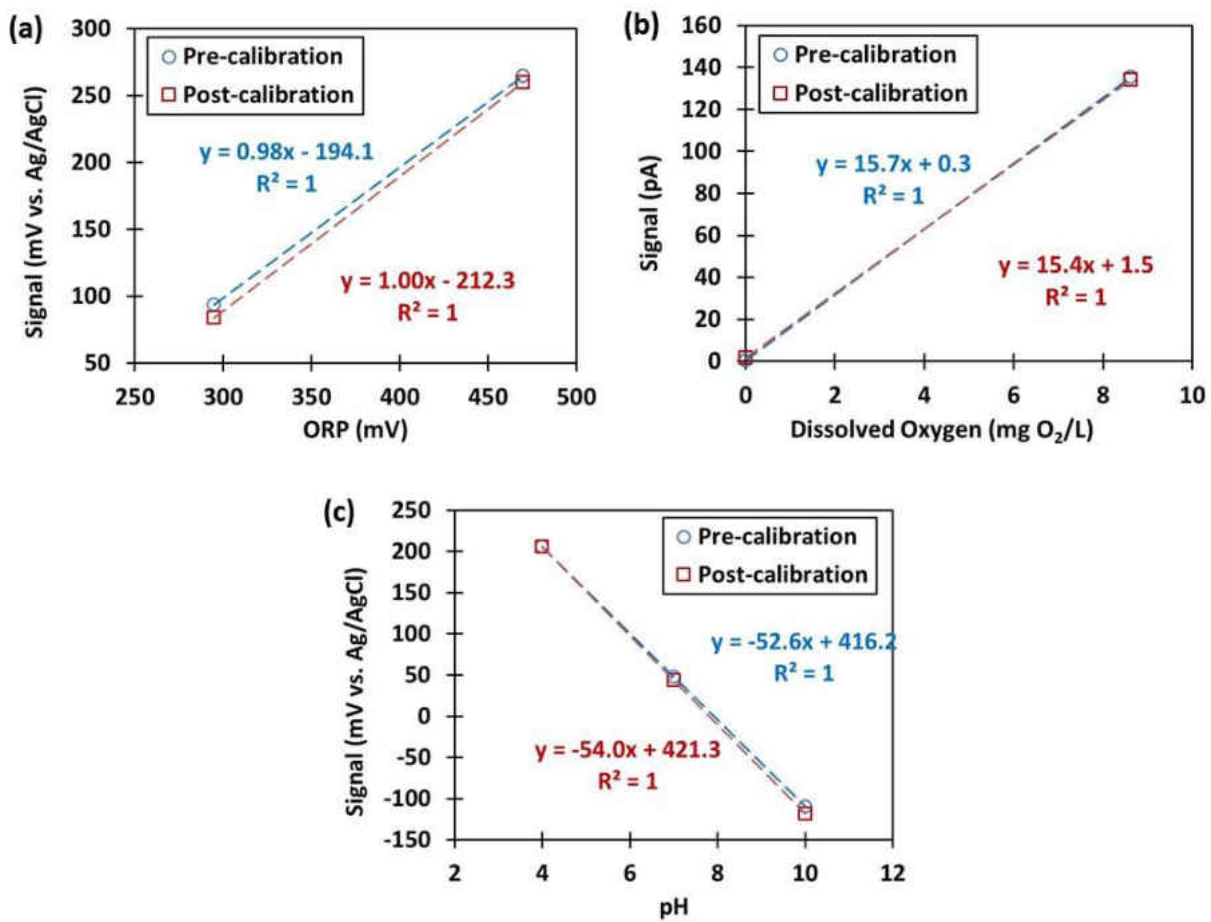 (a)
Signal (mV vs. Ag/AgCl)
300
250
200
150
100
50
Pre-calibration
Post-calibration
y = 0.98x - 194.1
R² = 1
y = 1.00x - 212.3
R² = 1
250
300
350
400
450
500
ORP (mV)
(b)
Signal (pA)
160
140
120
100
80
60
40
20
0
Pre-calibration
Post-calibration
y = 15.7x + 0.3
R² = 1
y = 15.4x + 1.5
R² = 1
0
2
4
6
8
10
Dissolved Oxygen (mg O₂/L)
(c)
Signal (mV vs. Ag/AgCl)
250
200
150
100
50
0
-50
-100
-150
Pre-calibration
Post-calibration
y = -52.6x + 416.2
R² = 1
y = -54.0x + 421.3
R² = 1
2
4
6
8
10
12
pH